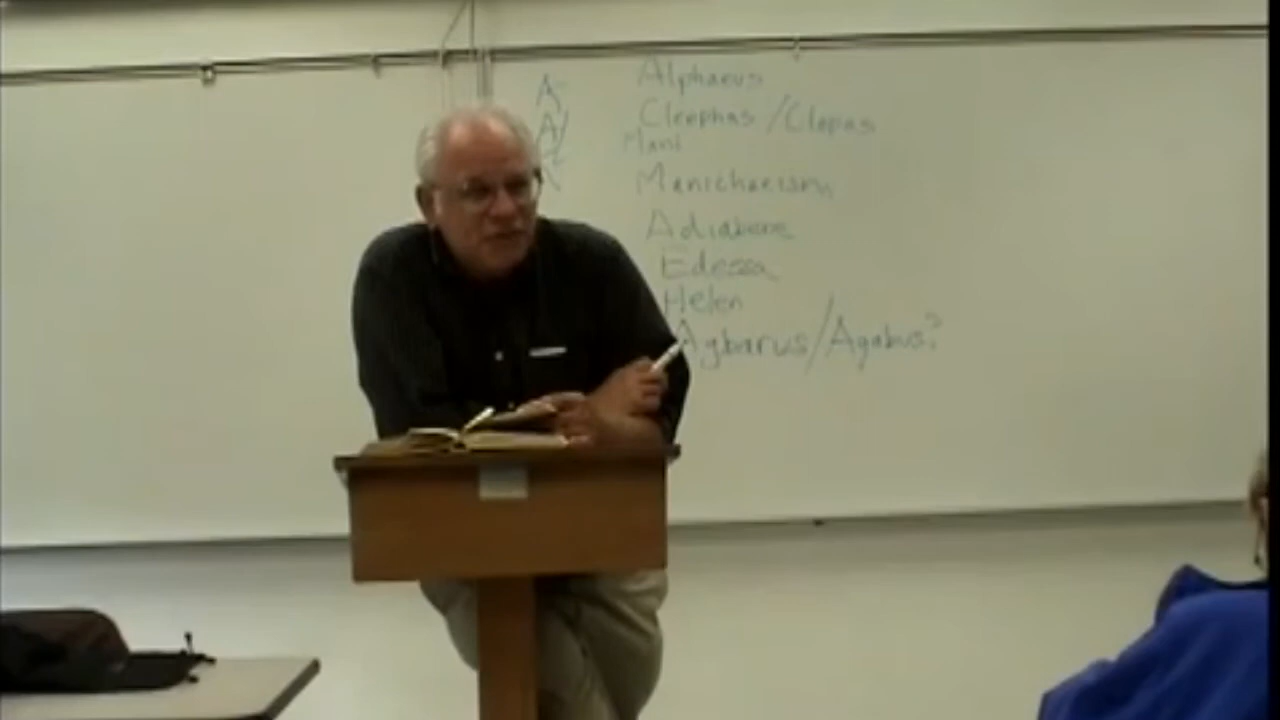 Alphaeus
Cleophas / Clopas
Mani
Manichaeism
Adiabene
Edessa
Helen
Agbarus / Agabus?